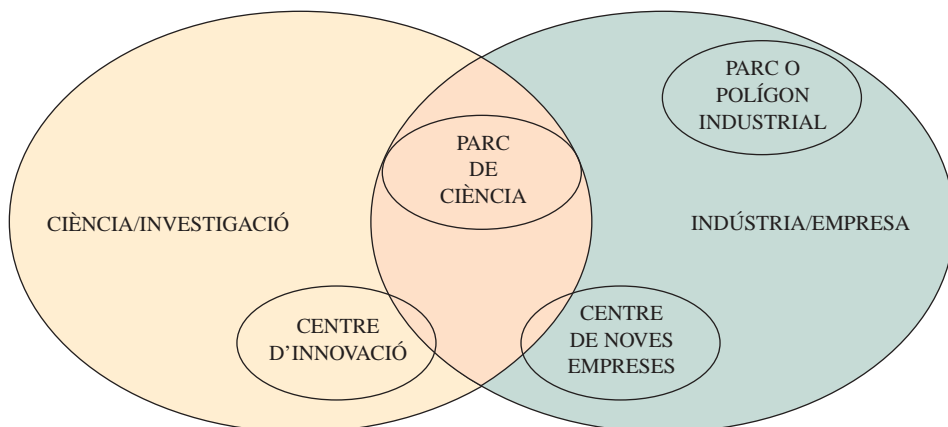 PARC O
POLÍGON
INDUSTRIAL
PARC
DE
CIÈNCIA
CIÈNCIA/INVESTIGACIÓ
INDÚSTRIA/EMPRESA
CENTRE
D’INNOVACIÓ
CENTRE
DE NOVES
EMPRESES